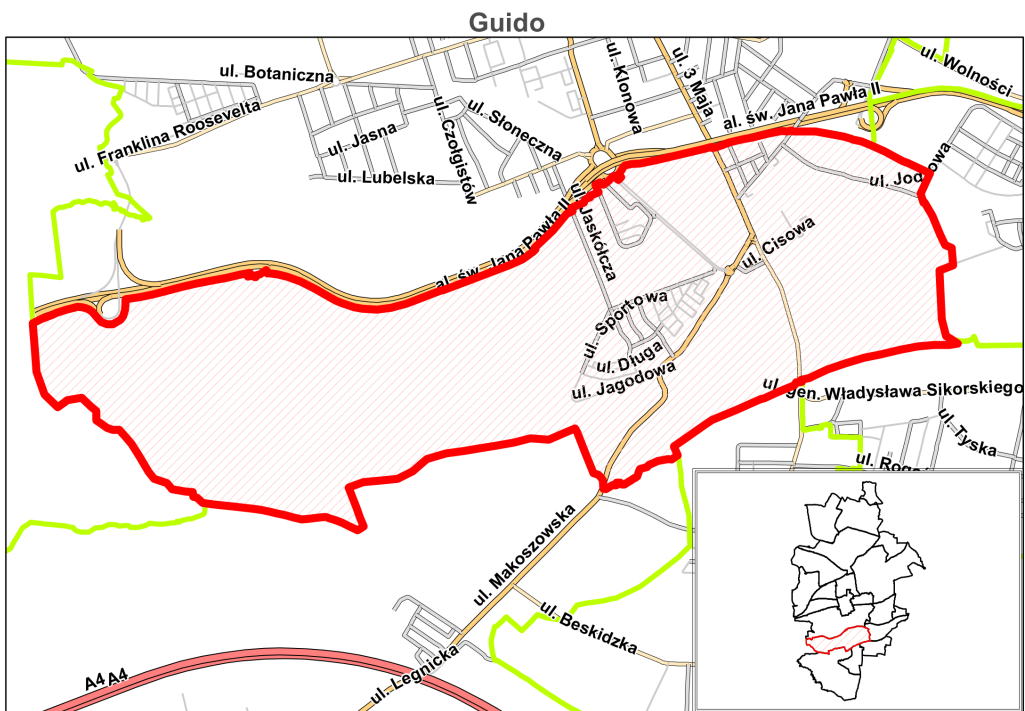 Guido
ul. Botaniczna
ul. Klonowa
ul. 3 Maja
ul. Wolności
al. św. Jana Pawła II
ul. Franklina Roosevelta
ul. Jasna
ul. Czołgistów
ul. Słoneczna
ul. Lubelska
ul. Jodłowa
ul. Jaskółcza
al. św. Jana Pawła II
ul. Cisowa
ul. Sportowa
ul. Długa
ul. Jagodowa
ul. gen. Władysława Sikorskiego
ul. Tyska
ul. Makoszowska
ul. Beskidzka
ul. Legnicka
A4 A4